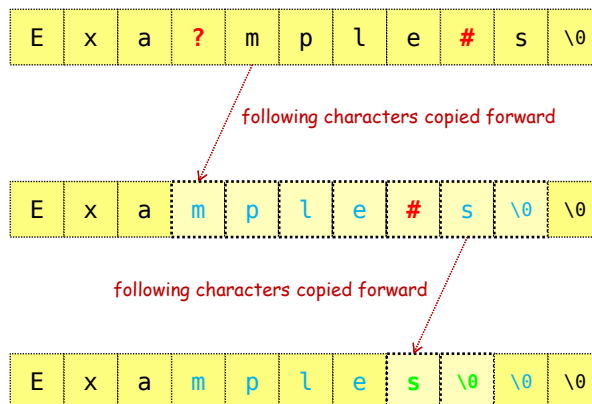 E x a ? m p l e # s \0
following characters copied forward
E x a m p l e # s \0 \0
following characters copied forward
E x a m p l e s \0 \0 \0